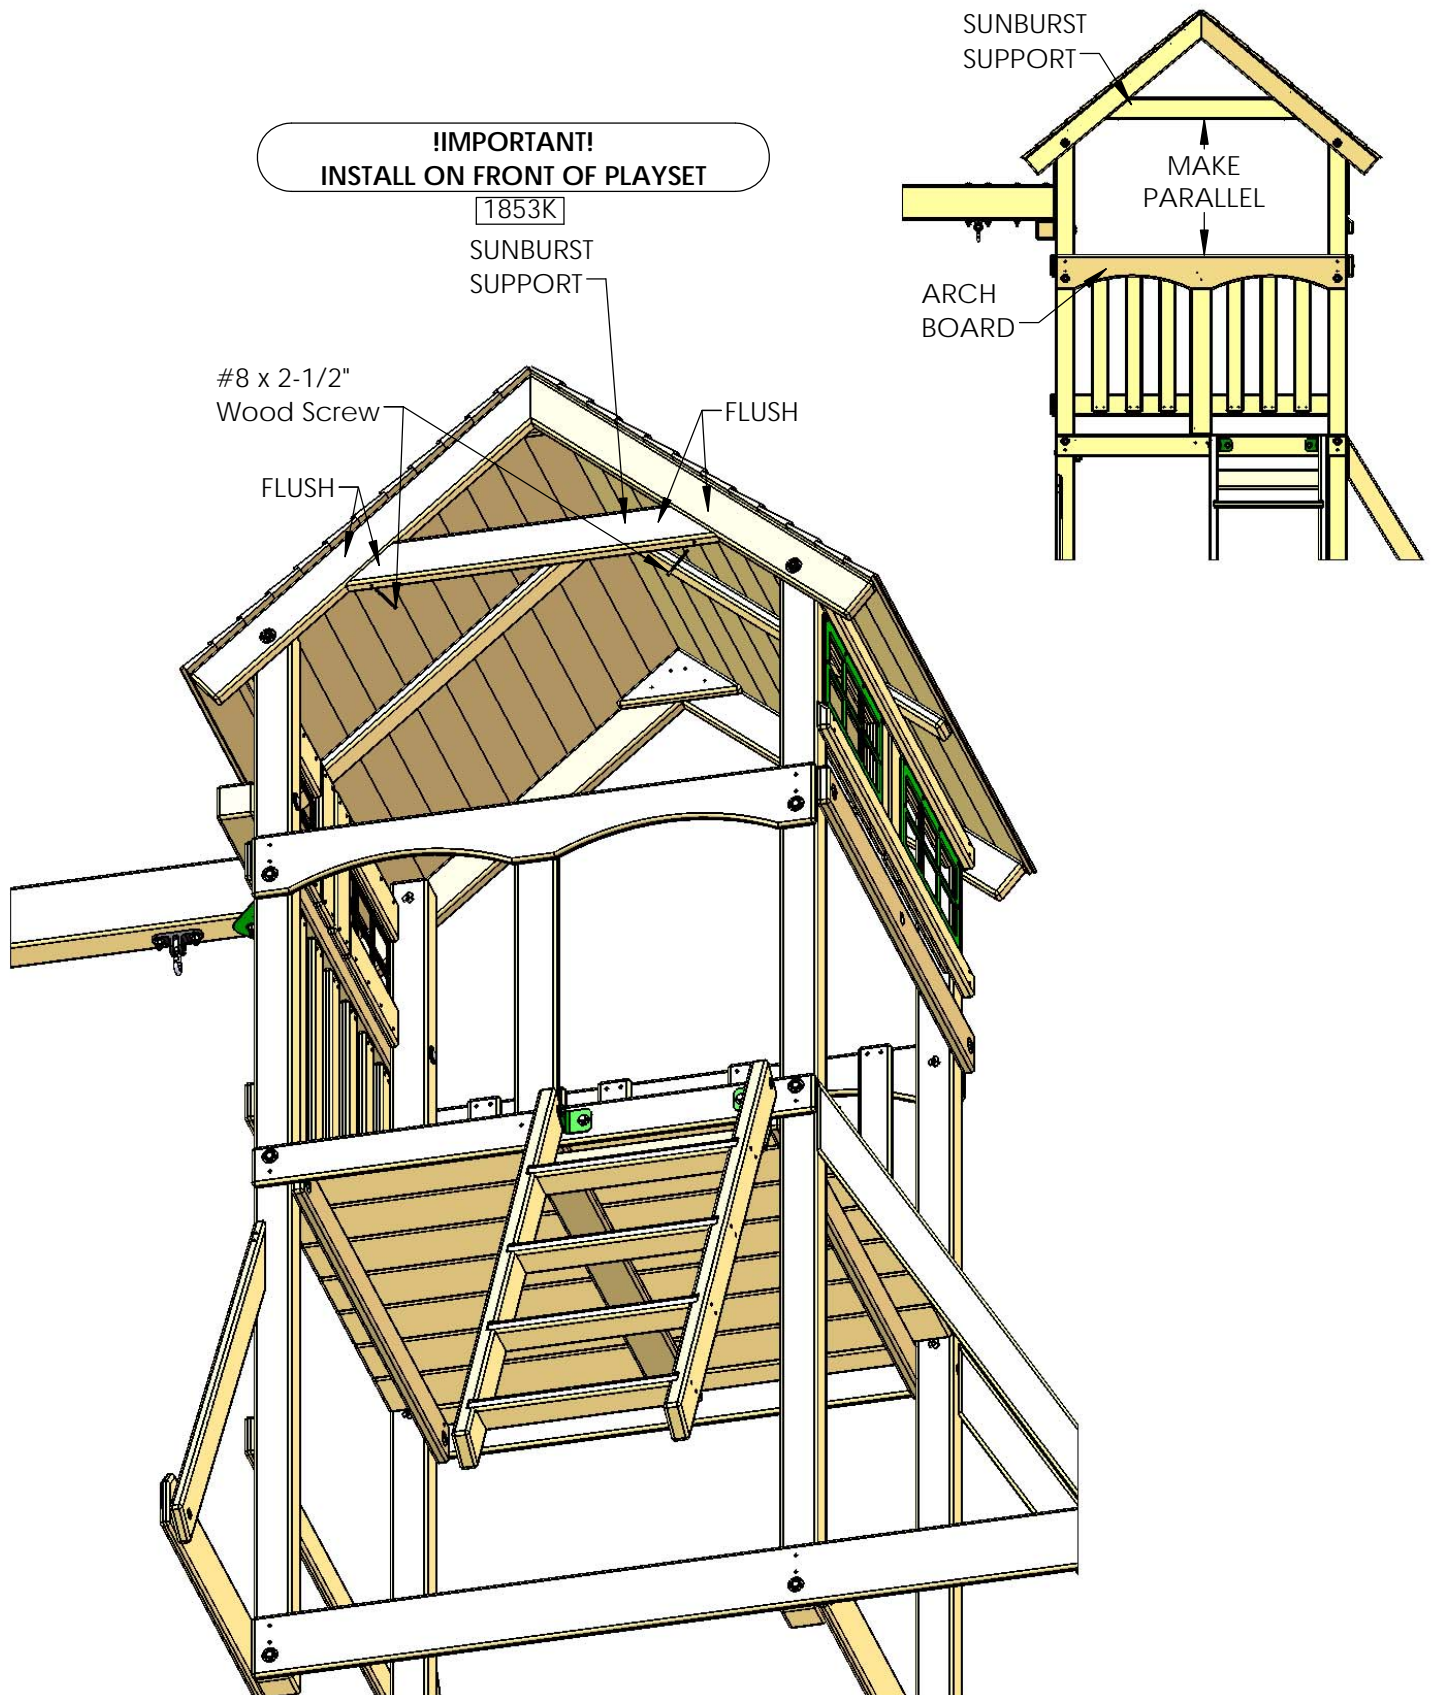 SUNBURST
SUPPORT
!IMPORTANT!
INSTALL ON FRONT OF PLAYSET
1853K
SUNBURST
SUPPORT
MAKE
PARALLEL
ARCH
BOARD
#8 x 2-1/2"
Wood Screw
FLUSH
FLUSH